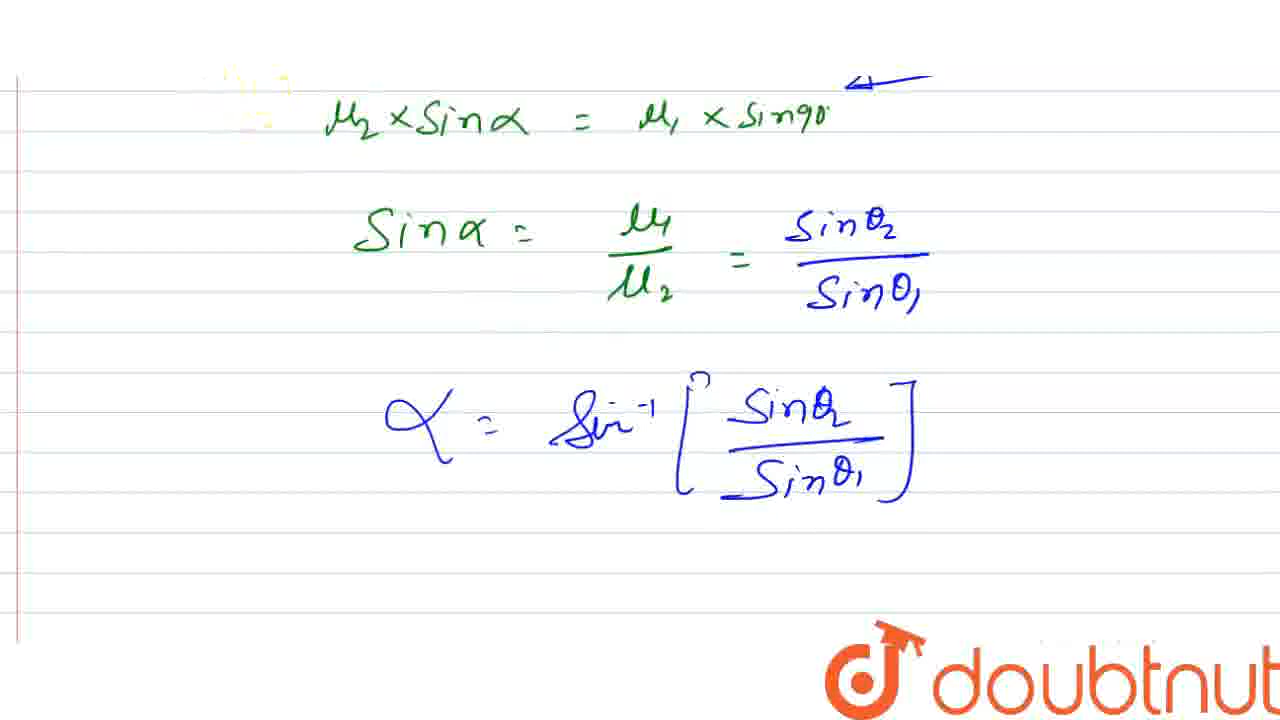 μ₂ × Sin α = μ₁ × Sin 90°
Sin α = μ₁/μ₂ = Sin θ₂/Sin θ₁
α = Sin⁻¹ [Sin θ₂/Sin θ₁]
doubtnut